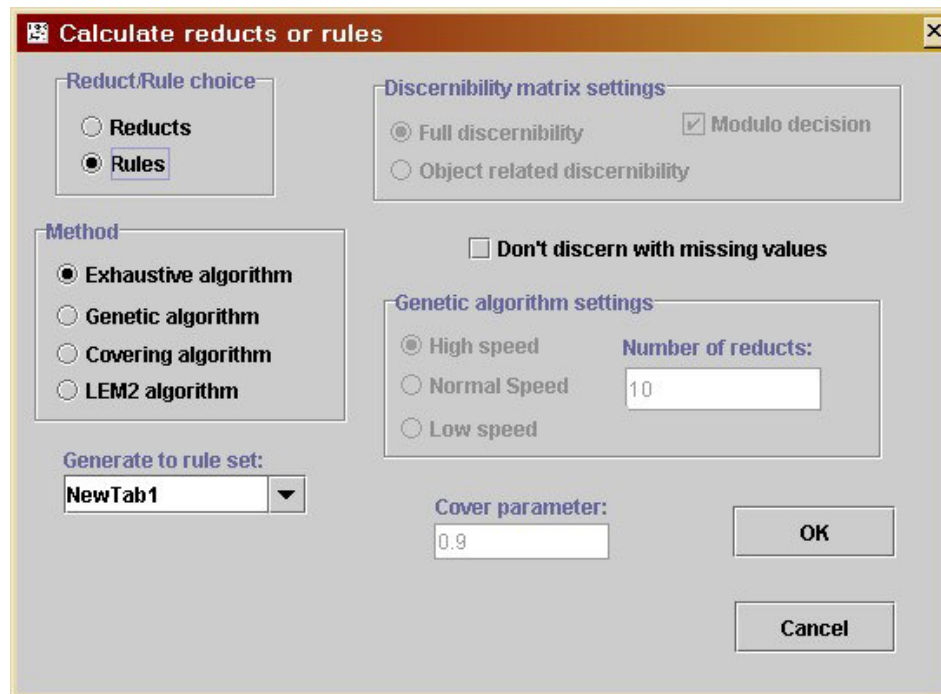 Calculate reducts or rules
Reduct/Rule choice
Reducts
Rules
Discernibility matrix settings
Full discernibility
Modulo decision
Object related discernibility
Method
Exhaustive algorithm
Genetic algorithm
Covering algorithm
LEM2 algorithm
Don't discern with missing values
Genetic algorithm settings
High speed
Normal Speed
Low speed
Number of reducts:
10
Generate to rule set:
NewTab1
Cover parameter:
0.9
OK
Cancel